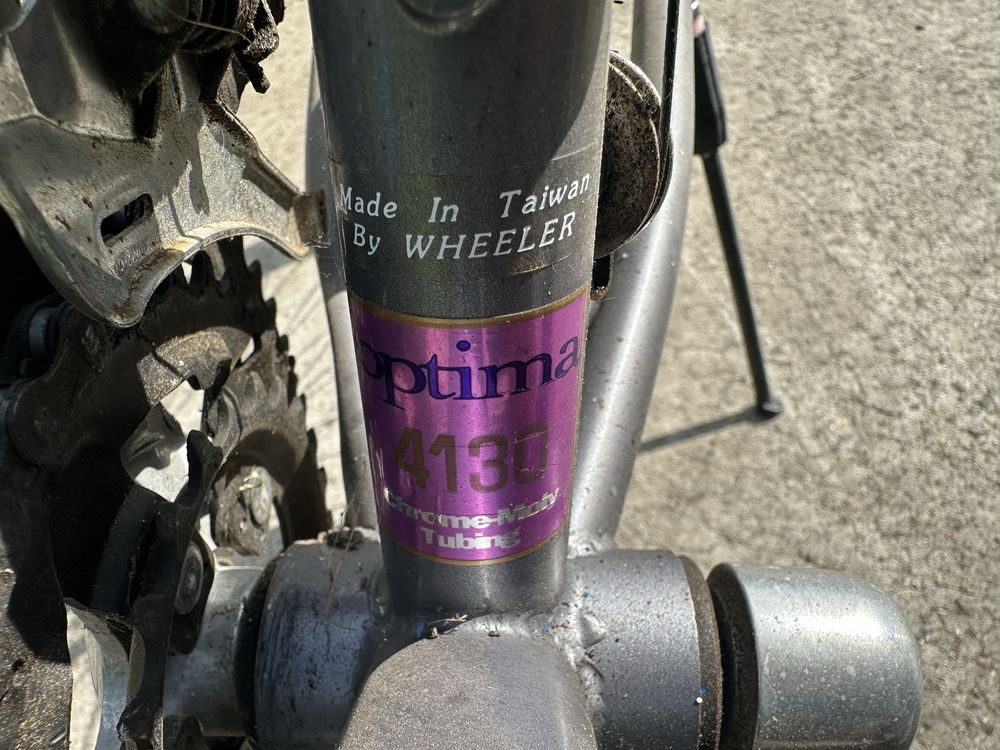 Made In Taiwan
By WHEELER
optima
4130
Chrome-Moly
Tubing